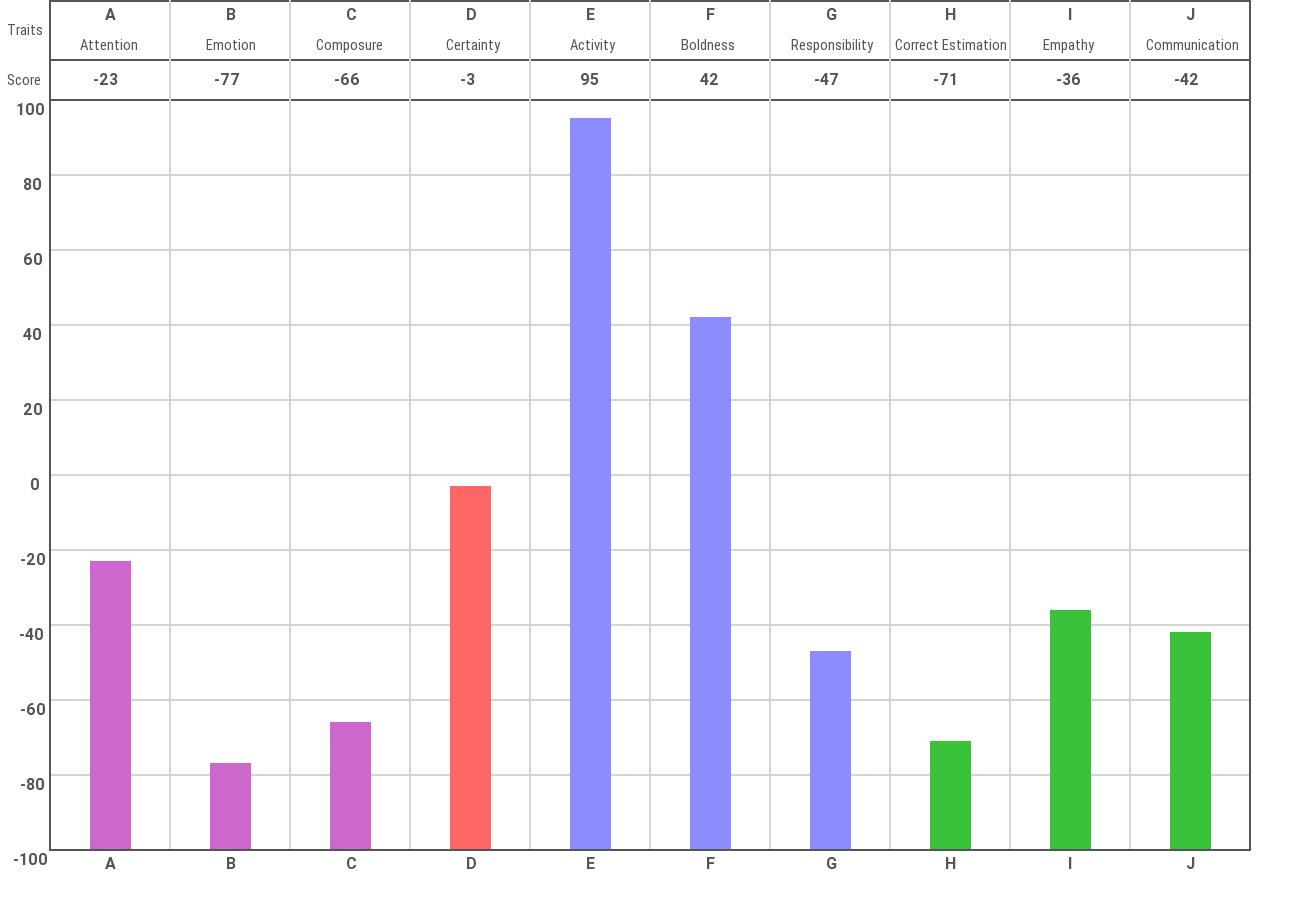 A B C D E F G H I J
Traits
Attention Emotion Composure Certainty Activity Boldness Responsibility Correct Estimation Empathy Communication
Score -23 -77 -66 -3 95 42 -47 -71 -36 -42
100
80
60
40
20
0
-20
-40
-60
-80
-100
A B C D E F G H I J